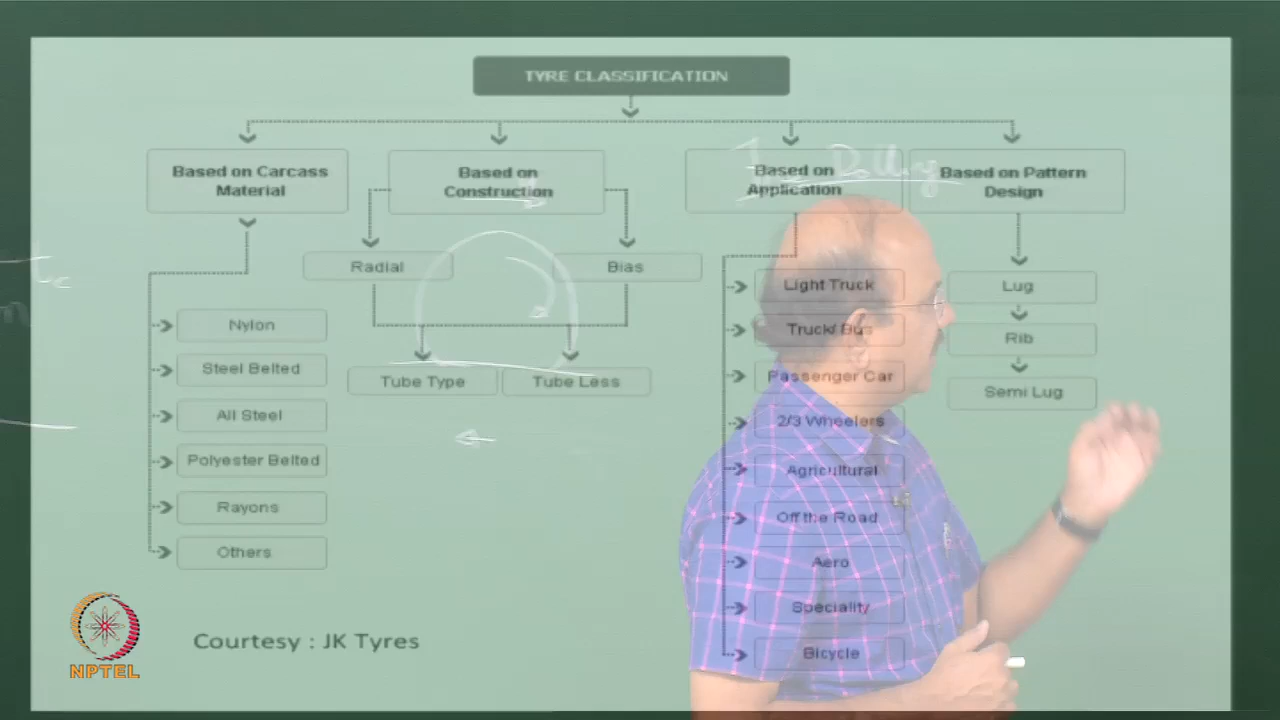 TYRE CLASSIFICATION
Based on Carcass
Material
Based on
Construction
Based on
Application
Based on Pattern
Design
Radial
Bias
Tube Type
Tube Less
Nylon
Steel Belted
All Steel
Polyester Belted
Rayons
Others
Light Truck
Truck/ Bus
Passenger Car
2/3 Wheelers
Agricultural
Off the Road
Aero
Speciality
Bicycle
Lug
Rib
Semi Lug
Courtesy : JK Tyres
NPTEL